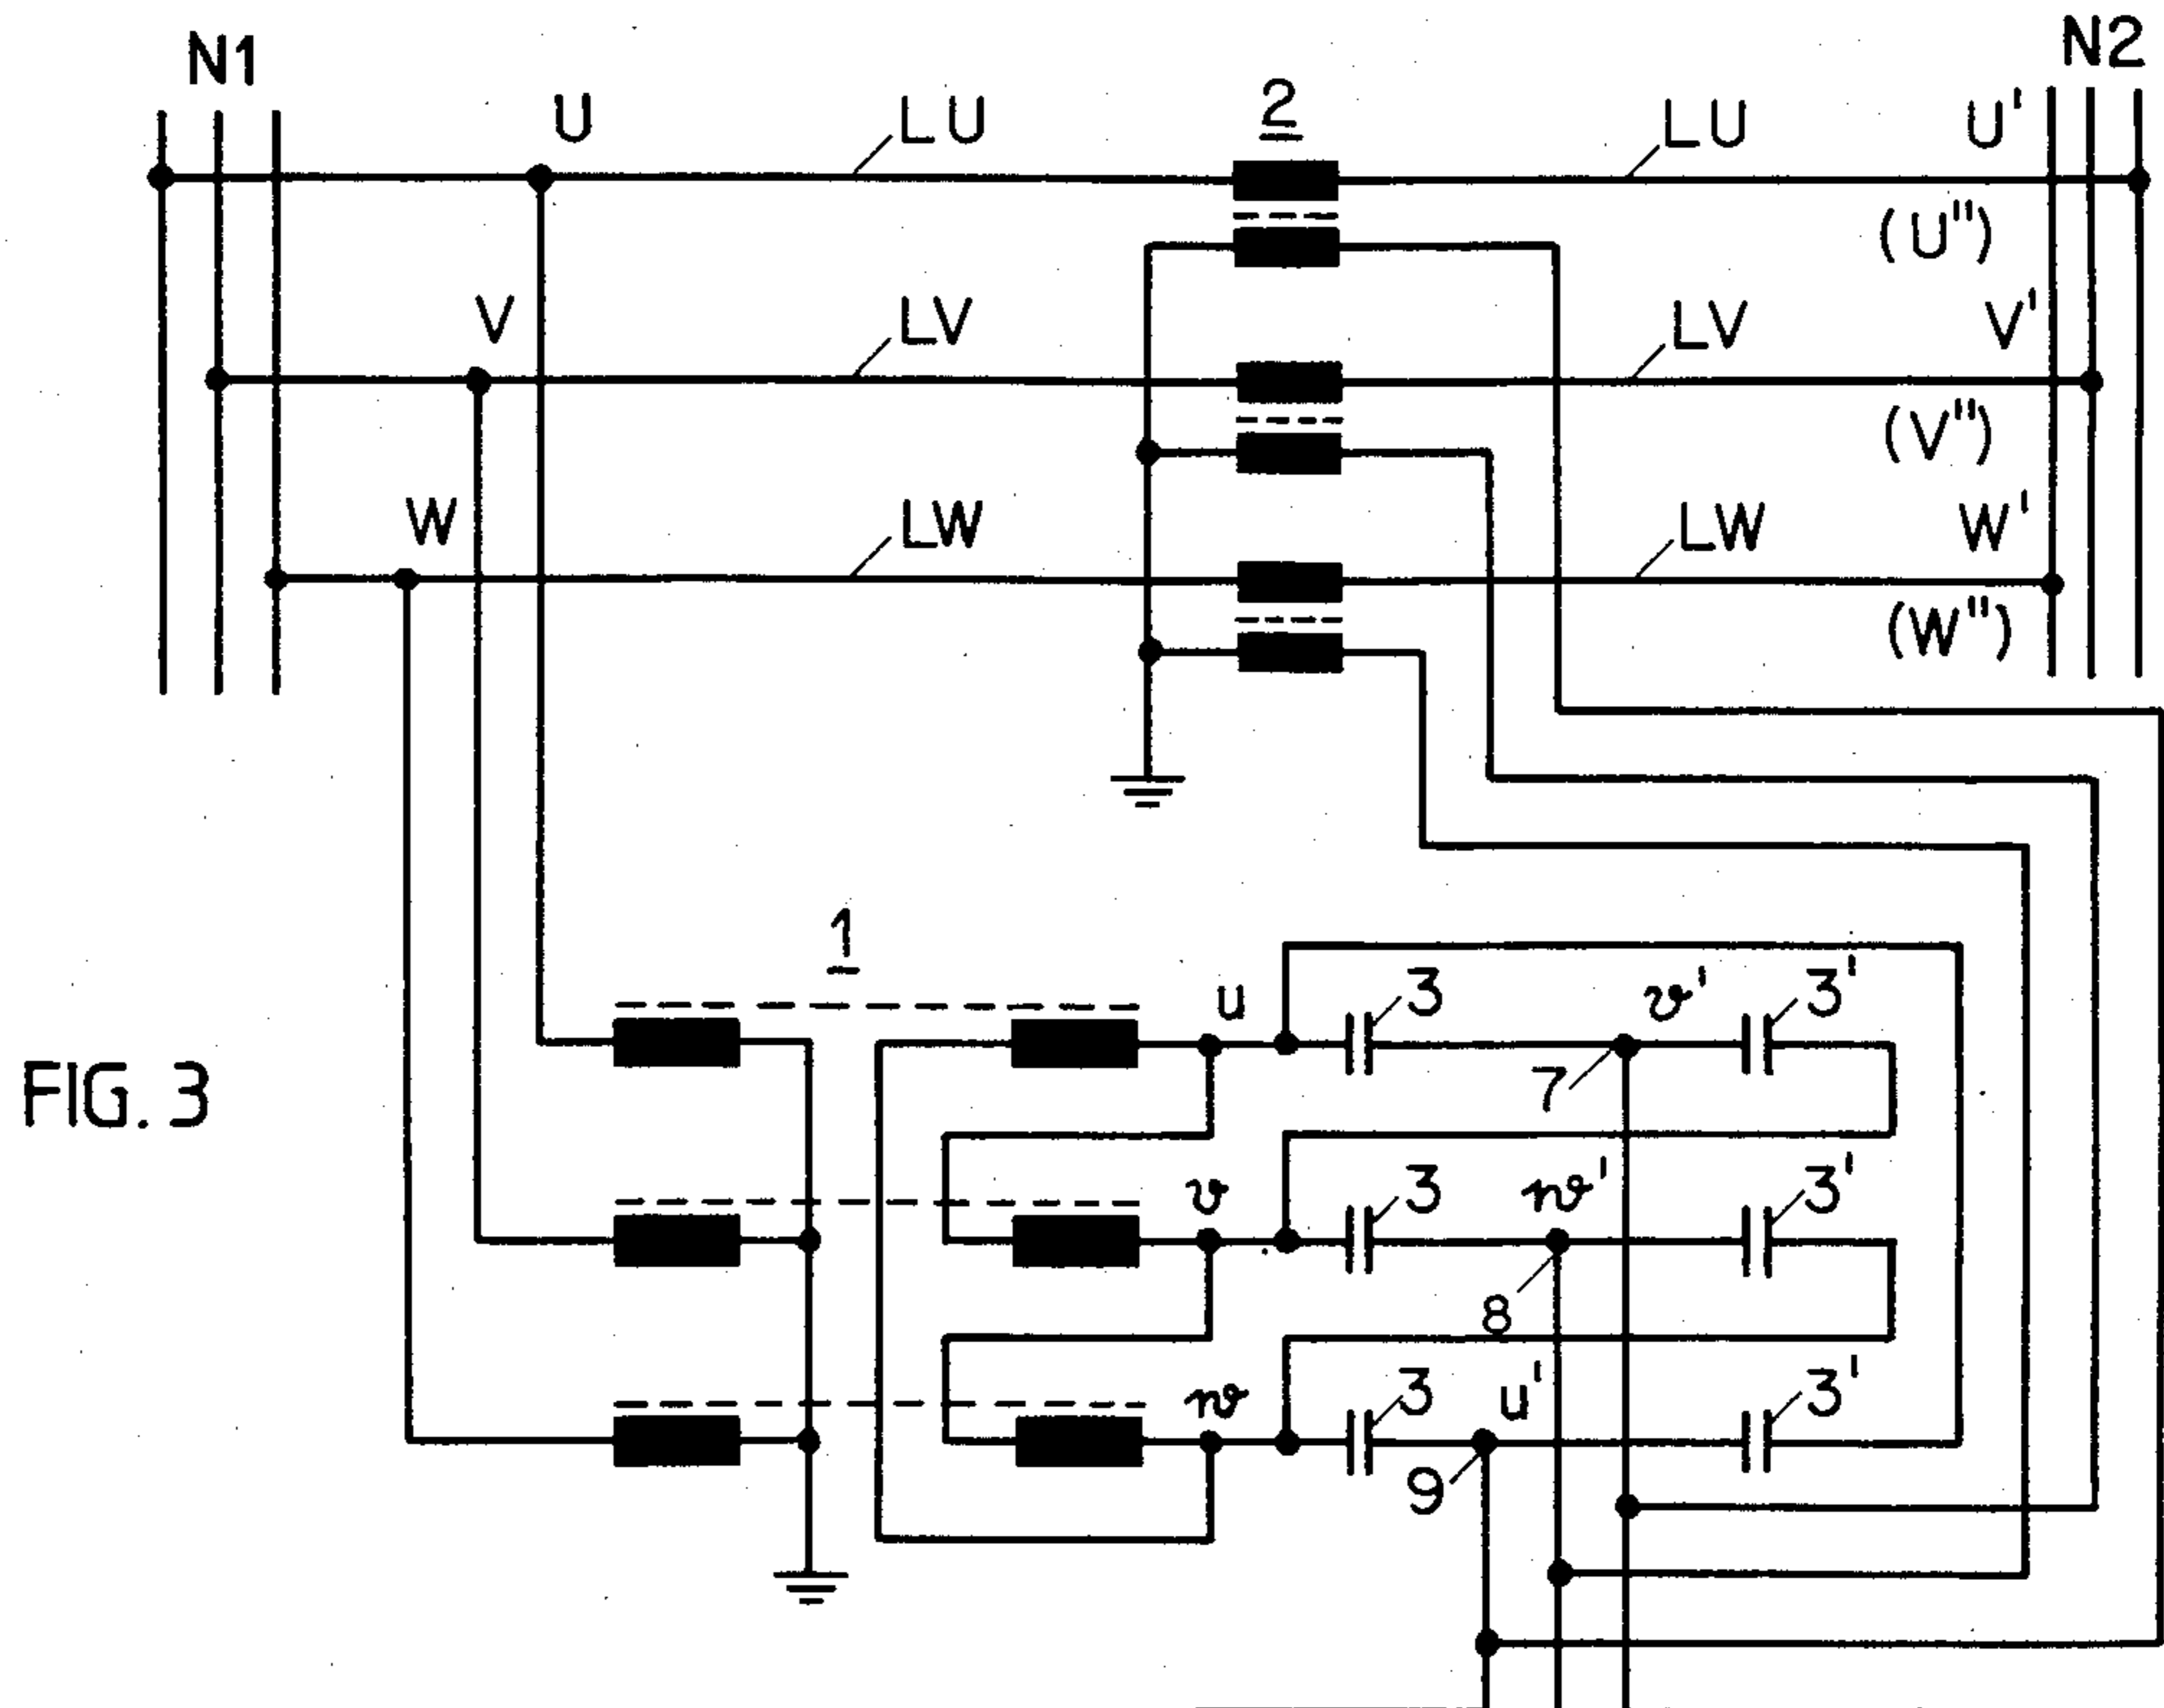 N1
N2
U
LU
2
LU
U'
(U")
V
LV
LV
V'
(V")
W
LW
LW
W'
(W")
1
u
3
v'
3'
7
FIG. 3
v
3
w'
3'
8
w
3
u'
3'
9